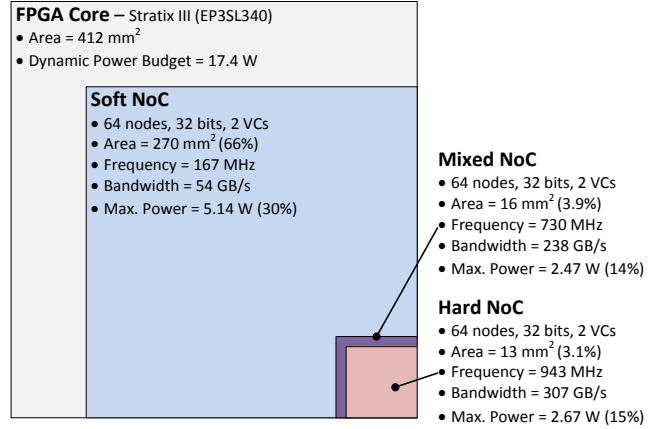 FPGA Core – Stratix III (EP3SL340)
• Area = 412 mm²
• Dynamic Power Budget = 17.4 W
Soft NoC
• 64 nodes, 32 bits, 2 VCs
• Area = 270 mm² (66%)
• Frequency = 167 MHz
• Bandwidth = 54 GB/s
• Max. Power = 5.14 W (30%)
Mixed NoC
• 64 nodes, 32 bits, 2 VCs
• Area = 16 mm² (3.9%)
• Frequency = 730 MHz
• Bandwidth = 238 GB/s
• Max. Power = 2.47 W (14%)
Hard NoC
• 64 nodes, 32 bits, 2 VCs
• Area = 13 mm² (3.1%)
• Frequency = 943 MHz
• Bandwidth = 307 GB/s
• Max. Power = 2.67 W (15%)